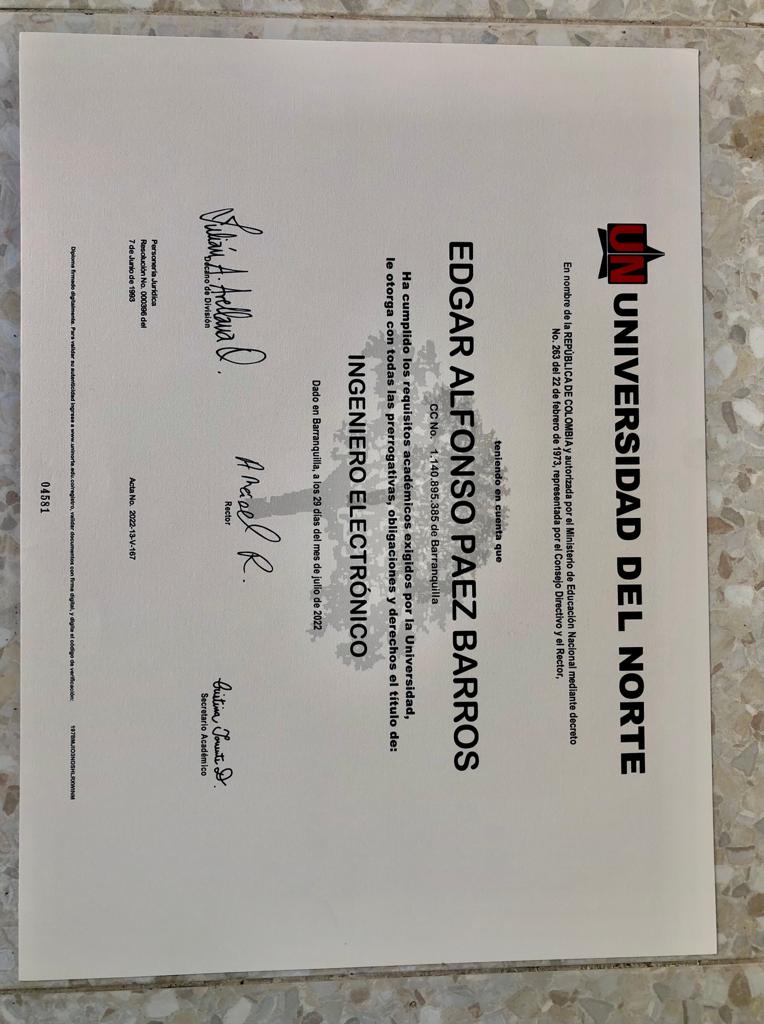 UN UNIVERSIDAD DEL NORTE
En nombre de la REPÚBLICA DE COLOMBIA y autorizada por el Ministerio de Educación Nacional mediante decreto
No. 263 del 22 de febrero de 1973, representada por el Consejo Directivo y el Rector,
teniendo en cuenta que
EDGAR ALFONSO PAEZ BARROS
CC No. 1.140.895.385 de Barranquilla
Ha cumplido los requisitos académicos exigidos por la Universidad,
le otorga con todas las prerrogativas, obligaciones y derechos el título de:
INGENIERO ELECTRÓNICO
Dado en Barranquilla, a los 29 días del mes de julio de 2022
Julián A. Arellana O.
Decano de División
Rector
Secretario Académico
Personería Jurídica
Resolución No. 000396 del
7 de Junio de 1993
Acta No. 2022-13-V-167
Diploma firmado digitalmente. Para validar su autenticidad ingrese a www.uninorte.edu.co/registro, validar documentos con firma digital, y digite el código de verificación:
04581